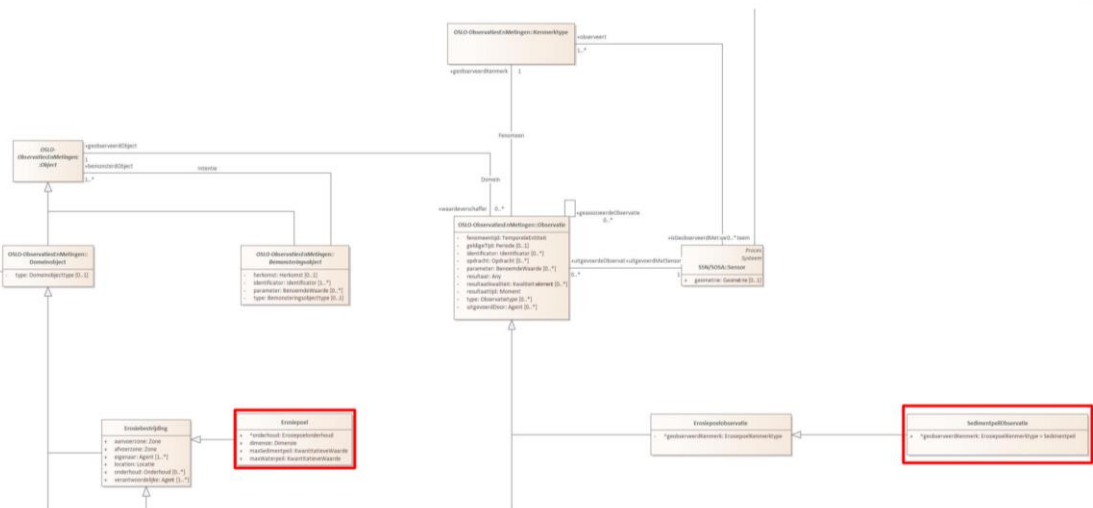 OSLO-ObservatiesEnMetingen::Kenmerktype
+observeert
1..*
+geobserveerdKenmerk 1
Fenomeen
OSLO-
ObservatiesEnMetingen:
:Object
+geobserveerdObject
1
+bemonsterdObject
1..*
Intentie
Domein
+waardeverschaffer 0..*
OSLO-ObservatiesEnMetingen::Observatie
- fenomeentijd: TemporeleEntiteit
- geldigeTijd: Periode [0..1]
- identificator: Identificator [0..*]
- opdracht: Opdracht [0..*]
- parameter: BenoemdeWaarde [0..*]
- resultaat: Any
- resultaatkwaliteit: Kwaliteitselement [0..*]
- resultaattijd: Moment
- type: ObservatieType [0..*]
- uitgevoerdDoor: Agent [0..*]
+geassocieerdeObservatie
0..*
+uitgevoerdeObservat
+uitgevoerdMetSensor
0..*
1
Proces
Systeem
SSN/SOSA::Sensor
+ geometrie: Geometrie [0..1]
OSLO-ObservatiesEnMetingen::
Domeinobject
- type: Domeinobjecttype [0..1]
OSLO-ObservatiesEnMetingen::
Bemonsteringsobject
- herkomst: Herkomst [0..1]
- identificator: Identificator [1..*]
- parameter: BenoemdeWaarde [0..*]
- type: Bemonsteringsobjecttype [0..1]
Erosiebestrijding
+ aanvoerzone: Zone
+ afvoerzone: Zone
+ eigenaar: Agent [1..*]
+ location: Locatie
+ onderhoud: Onderhoud [0..*]
+ verantwoordelijke: Agent [1..*]
Erosiepoel
+ *onderhoud: Erosiepoelonderhoud
+ dimensie: Dimensie
+ maxSedimentpeil: KwantitatieveWaarde
+ maxWaterpeil: KwantitatieveWaarde
Erosiepoelobservatie
- *geobserveerdKenmerk: ErosiepoelKenmerktype
SedimentpeilObservatie
+ *geobserveerdKenmerk: ErosiepoelKenmerktype = Sedimentpeil